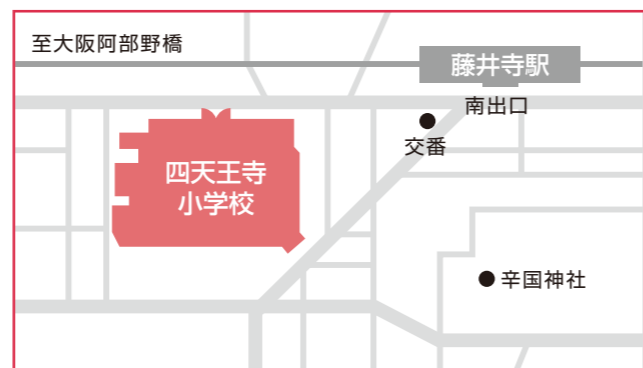 至大阪阿部野橋
藤井寺駅
南出口
交番
四天王寺
小学校
辛国神社